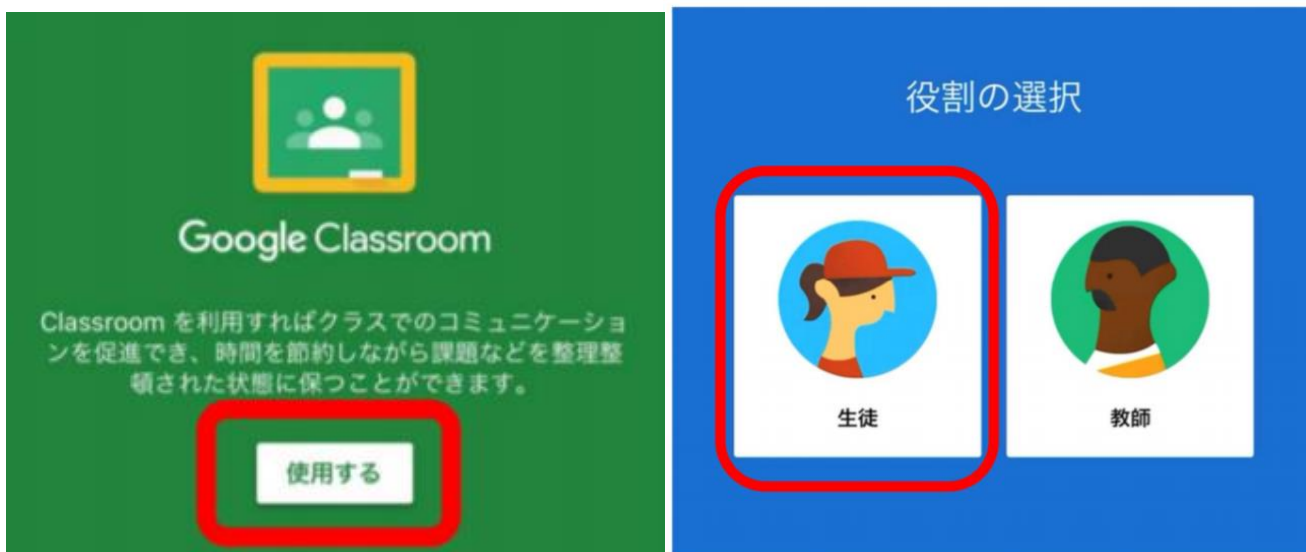 Google Classroom
Classroom を利用すればクラスでのコミュニケーショ
ンを促進でき、時間を節約しながら課題などを整理整
頓された状態に保つことができます。
使用する
役割の選択
生徒
教師